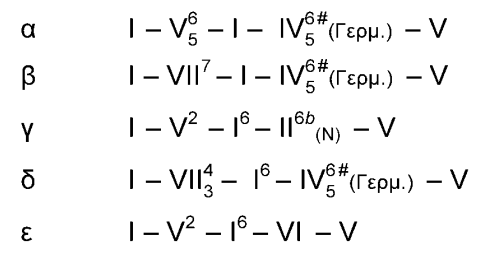 α I – V⁶₅ – I – IV⁶#₅ (Γερμ.) – V
β I – VII⁷ – I – IV⁶#₅ (Γερμ.) – V
γ I – V² – I⁶ – II⁶b (N) – V
δ I – VII⁴₃ – I⁶ – IV⁶#₅ (Γερμ.) – V
ε I – V² – I⁶ – VI – V